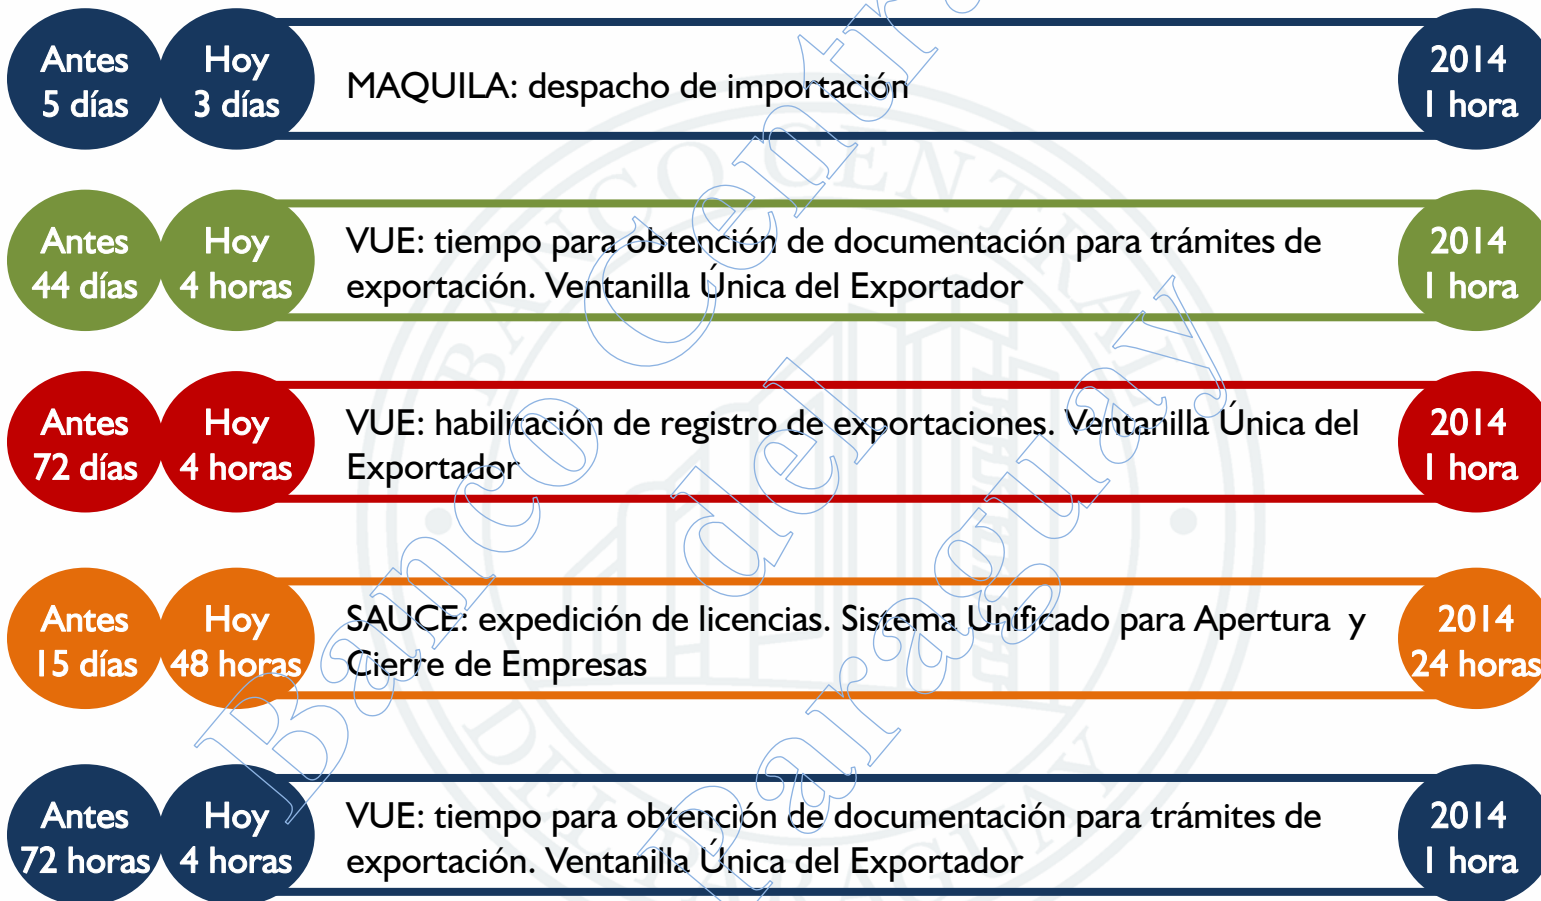 Antes
5 días
Hoy
3 días
MAQUILA: despacho de importación
2014
1 hora
Antes
44 días
Hoy
4 horas
VUE: tiempo para obtención de documentación para trámites de
exportación. Ventanilla Única del Exportador
2014
1 hora
Antes
72 días
Hoy
4 horas
VUE: habilitación de registro de exportaciones. Ventanilla Única del
Exportador
2014
1 hora
Antes
15 días
Hoy
48 horas
SAUCE: expedición de licencias. Sistema Unificado para Apertura y
Cierre de Empresas
2014
24 horas
Antes
72 horas
Hoy
4 horas
VUE: tiempo para obtención de documentación para trámites de
exportación. Ventanilla Única del Exportador
2014
1 hora
Banco Centr
del
Paraguay
BANCO CENTRAL
DEL PARAGUAY